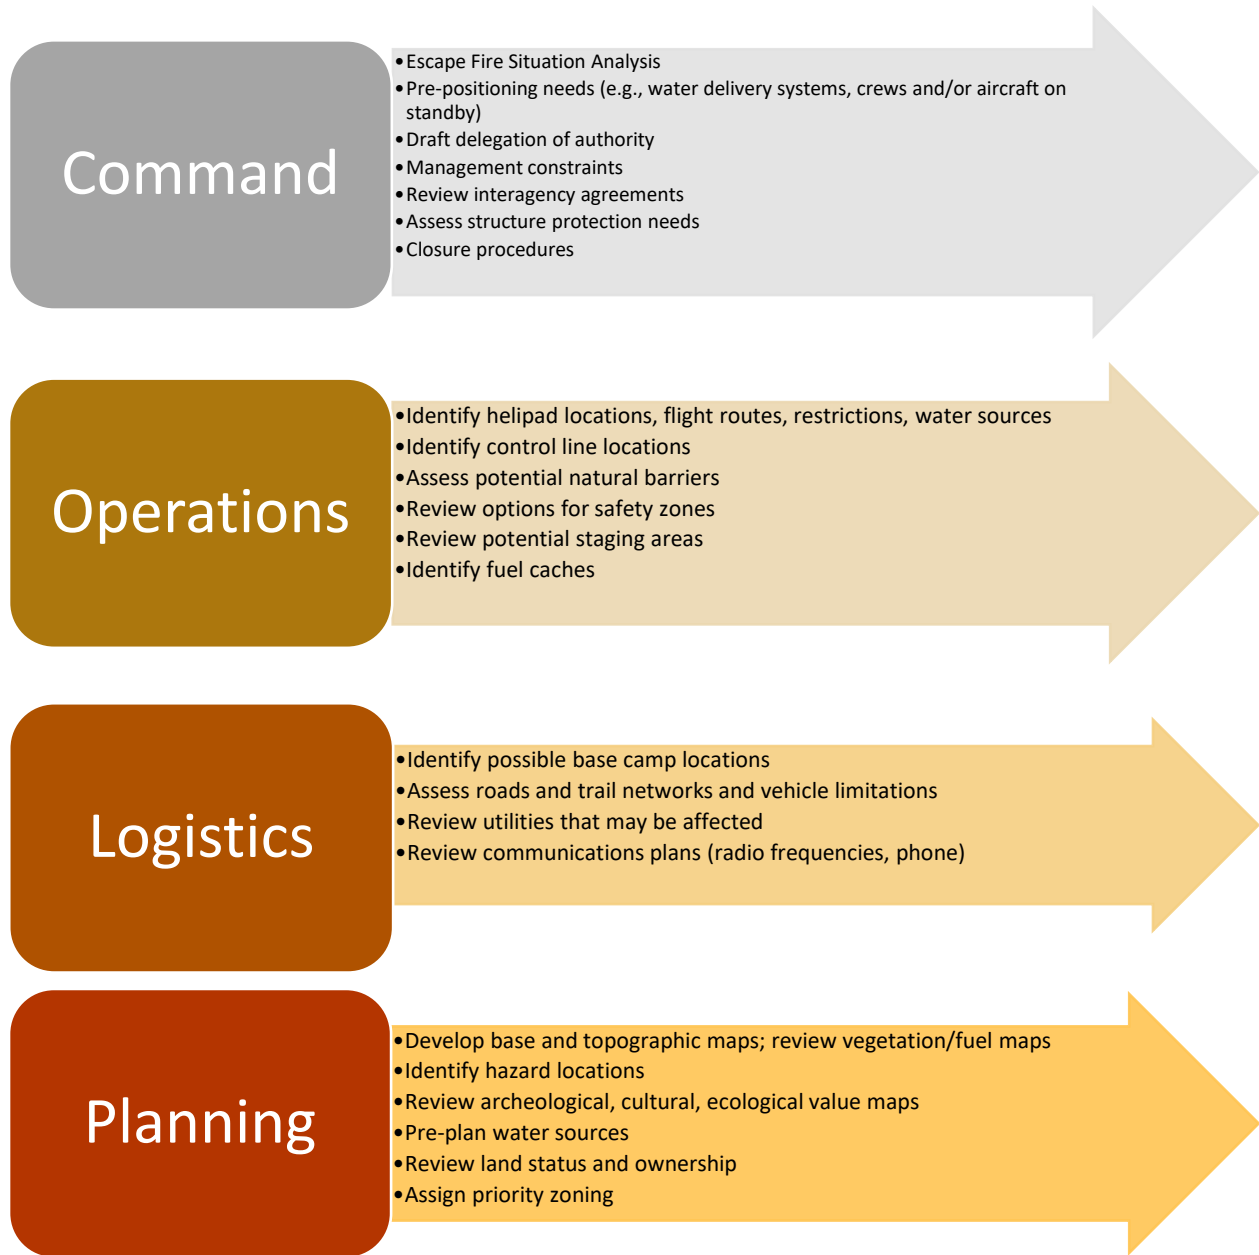 Command
•Escape Fire Situation Analysis
•Pre-positioning needs (e.g., water delivery systems, crews and/or aircraft on
standby)
•Draft delegation of authority
•Management constraints
•Review interagency agreements
•Assess structure protection needs
•Closure procedures
Operations
•Identify helipad locations, flight routes, restrictions, water sources
•Identify control line locations
•Assess potential natural barriers
•Review options for safety zones
•Review potential staging areas
•Identify fuel caches
Logistics
•Identify possible base camp locations
•Assess roads and trail networks and vehicle limitations
•Review utilities that may be affected
•Review communications plans (radio frequencies, phone)
Planning
•Develop base and topographic maps; review vegetation/fuel maps
•Identify hazard locations
•Review archeological, cultural, ecological value maps
•Pre-plan water sources
•Review land status and ownership
•Assign priority zoning